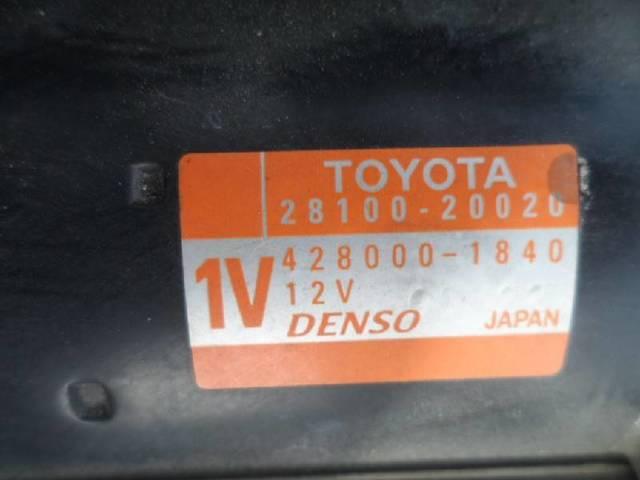 TOYOTA
28100-20020
1V
428000-1840
12V
DENSO
JAPAN